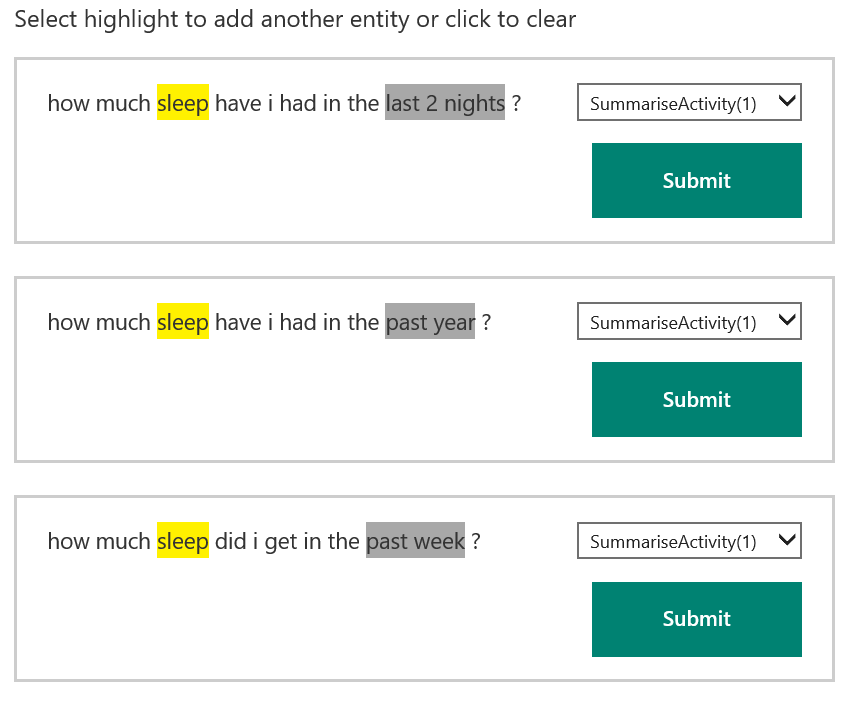 Select highlight to add another entity or click to clear
how much sleep have i had in the last 2 nights ?
SummariseActivity(1)
Submit
how much sleep have i had in the past year ?
SummariseActivity(1)
Submit
how much sleep did i get in the past week ?
SummariseActivity(1)
Submit